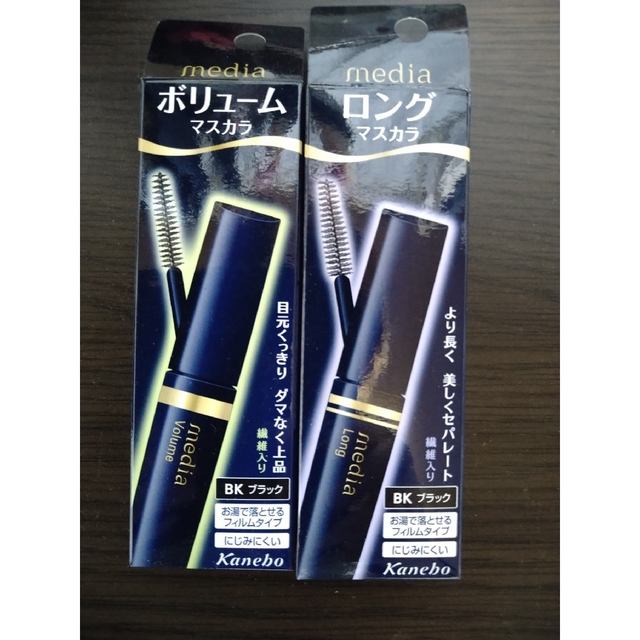 media
ボリューム
マスカラ
目元くっきり ダマなく上品
繊維入り
media
Volume
BK ブラック
お湯で落とせる
フィルムタイプ
にじみにくい
Kanebo
media
ロング
マスカラ
より長く 美しくセパレート
繊維入り
media
Long
BK ブラック
お湯で落とせる
フィルムタイプ
にじみにくい
Kanebo